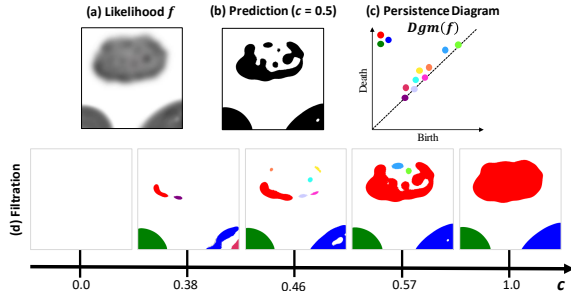 (a) Likelihood f
(b) Prediction (c = 0.5)
(c) Persistence Diagram
Dgm(f)
Death
Birth
(d) Filtration
0.0
0.38
0.46
0.57
1.0
c